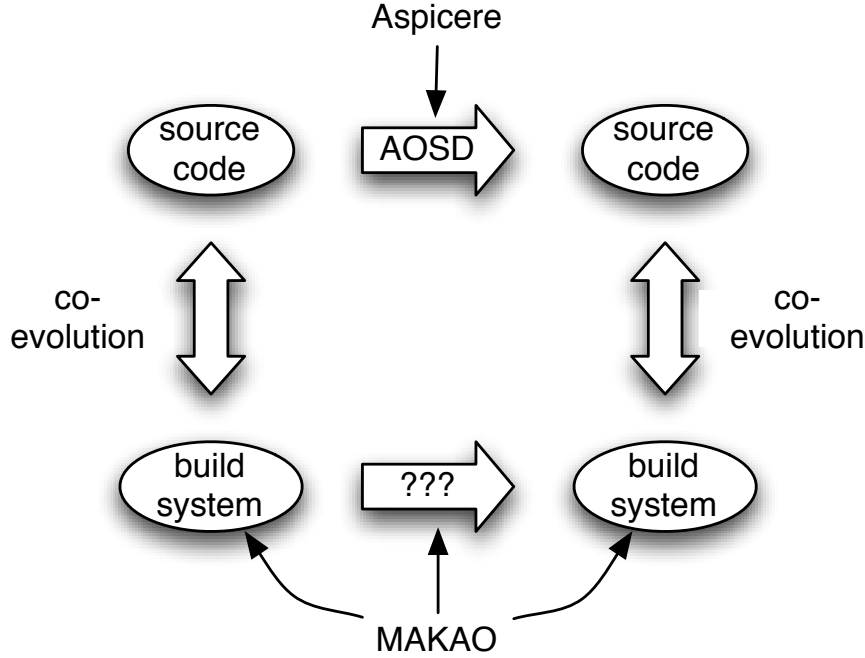 Aspicere
source
code
AOSD
source
code
co-
evolution
co-
evolution
build
system
???
build
system
MAKAO